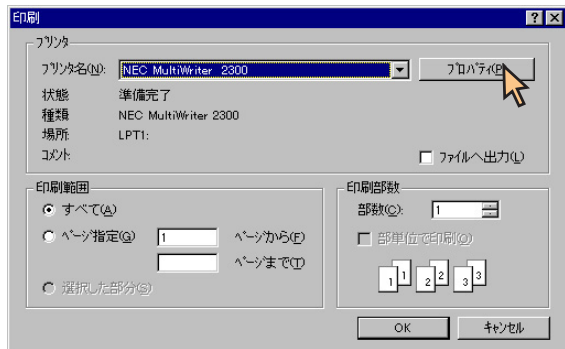 印刷
プリンタ
プリンタ名(N): NEC MultiWriter 2300 プロパティ(P)
状態 準備完了
種類 NEC MultiWriter 2300
場所 LPT1:
コメント
ファイルへ出力(L)
印刷範囲
すべて(A)
ページ指定(G) 1 ページから(F)
ページまで(T)
選択した部分(S)
印刷部数
部数(C): 1
部単位で印刷(O)
1 1 2 2 3 3
OK キャンセル